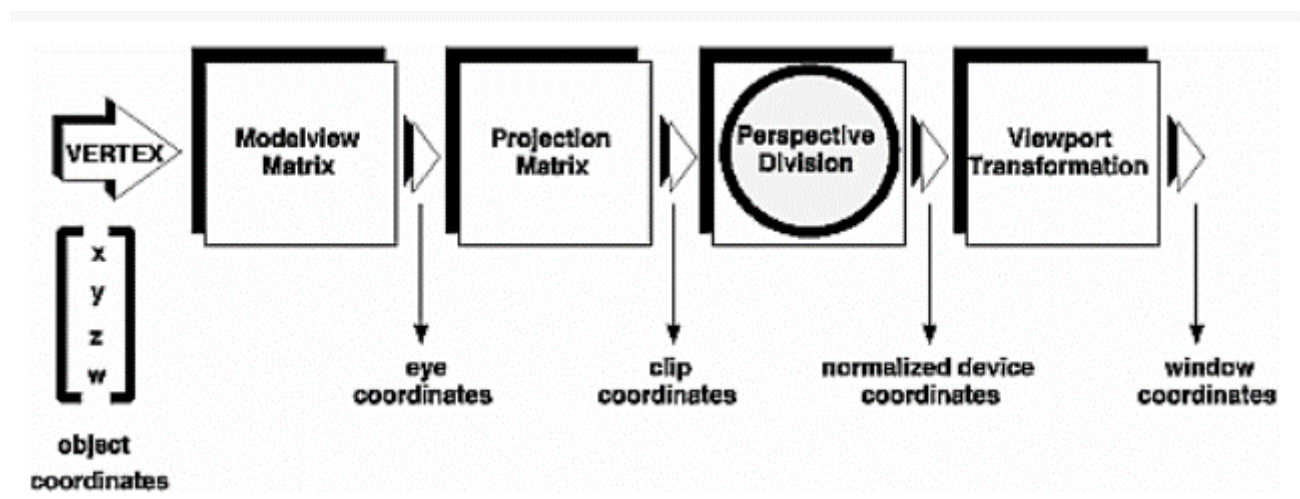 VERTEX
Modelview
Matrix
Projection
Matrix
Perspective
Division
Viewport
Transformation
x
y
z
w
object
coordinates
eye
coordinates
clip
coordinates
normalized device
coordinates
window
coordinates